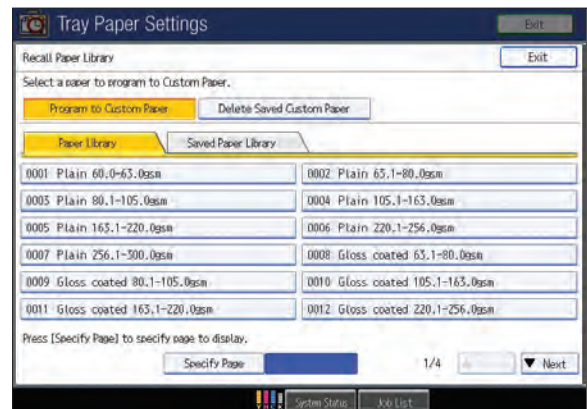 Tray Paper Settings
Exit
Recall Paper Library
Exit
Select a paper to program to Custom Paper.
Program to Custom Paper
Delete Saved Custom Paper
Paper Library
Saved Paper Library
0001 Plain 60.0-63.0gsm
0002 Plain 63.1-80.0gsm
0003 Plain 80.1-105.0gsm
0004 Plain 105.1-163.0gsm
0005 Plain 163.1-220.0gsm
0006 Plain 220.1-256.0gsm
0007 Plain 256.1-300.0gsm
0008 Gloss coated 63.1-80.0gsm
0009 Gloss coated 80.1-105.0gsm
0010 Gloss coated 105.1-163.0gsm
0011 Gloss coated 163.1-220.0gsm
0012 Gloss coated 220.1-256.0gsm
Press [Specify Page] to specify page to display.
Specify Page
1/4
▼ Next
Y M C K
System Status
Job List